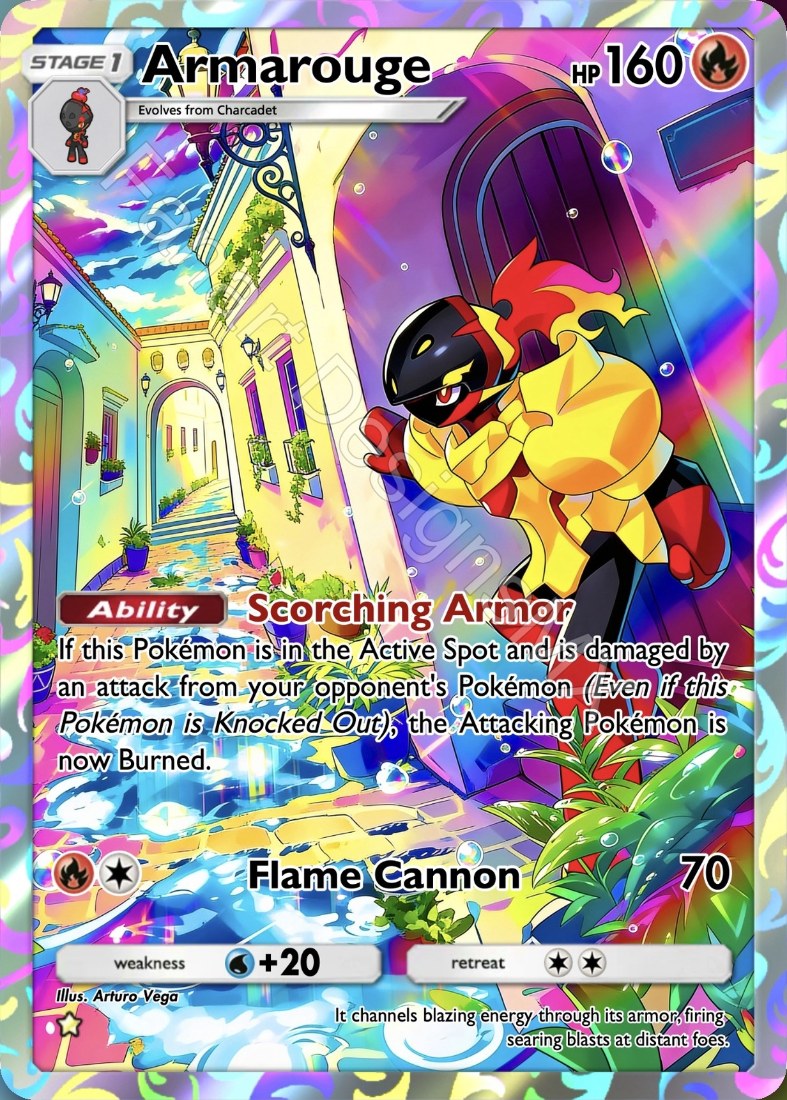 STAGE 1 Armarouge HP 160
Evolves from Charcadet
Ability Scorching Armor
If this Pokémon is in the Active Spot and is damaged by
an attack from your opponent's Pokémon (Even if this
Pokémon is Knocked Out), the Attacking Pokémon is
now Burned.
Flame Cannon 70
weakness +20 retreat
Illus. Arturo Vega
It channels blazing energy through its armor, firing
searing blasts at distant foes.